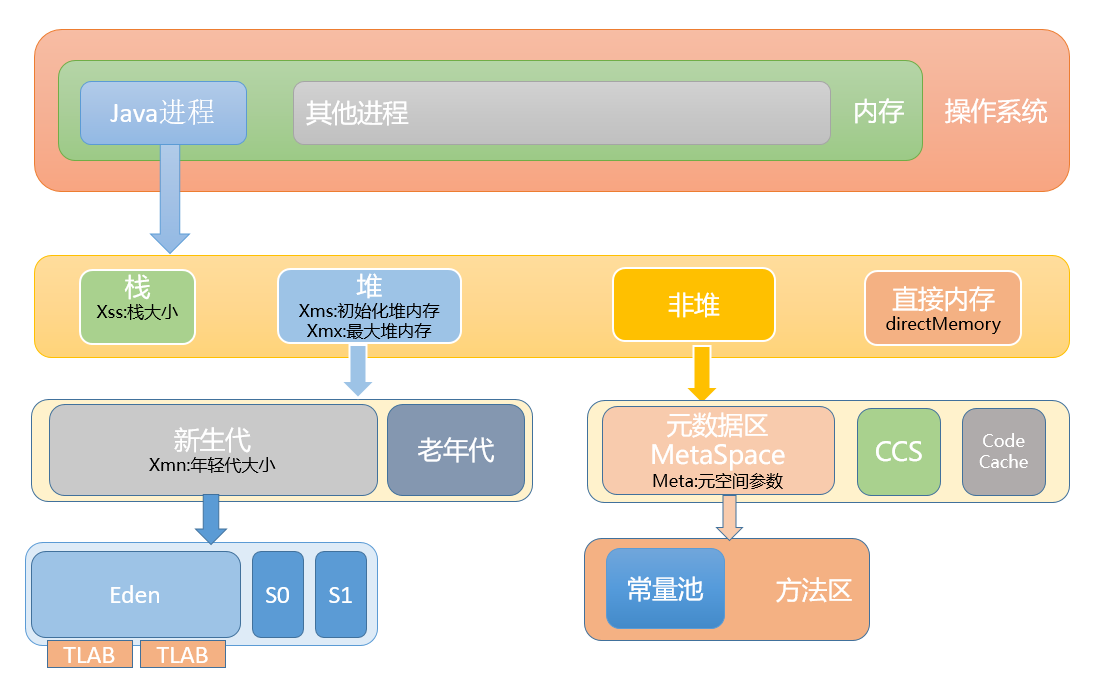 Java进程
其他进程
内存
操作系统
栈
Xss:栈大小
堆
Xms:初始化堆内存
Xmx:最大堆内存
非堆
直接内存
directMemory
新生代
Xmn:年轻代大小
老年代
元数据区
MetaSpace
Meta:元空间参数
CCS
Code
Cache
Eden
S0
S1
TLAB
TLAB
常量池
方法区